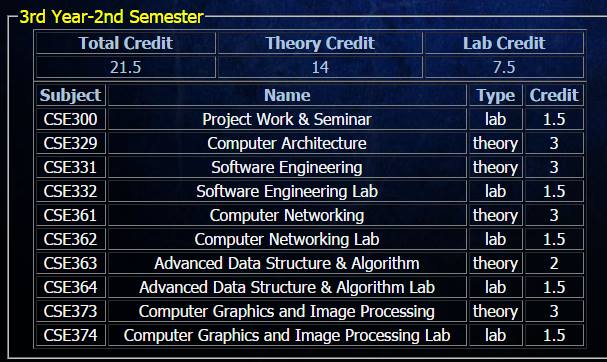 3rd Year-2nd Semester
Total Credit Theory Credit Lab Credit
21.5 14 7.5
Subject Name Type Credit
CSE300 Project Work & Seminar lab 1.5
CSE329 Computer Architecture theory 3
CSE331 Software Engineering theory 3
CSE332 Software Engineering Lab lab 1.5
CSE361 Computer Networking theory 3
CSE362 Computer Networking Lab lab 1.5
CSE363 Advanced Data Structure & Algorithm theory 2
CSE364 Advanced Data Structure & Algorithm Lab lab 1.5
CSE373 Computer Graphics and Image Processing theory 3
CSE374 Computer Graphics and Image Processing Lab lab 1.5